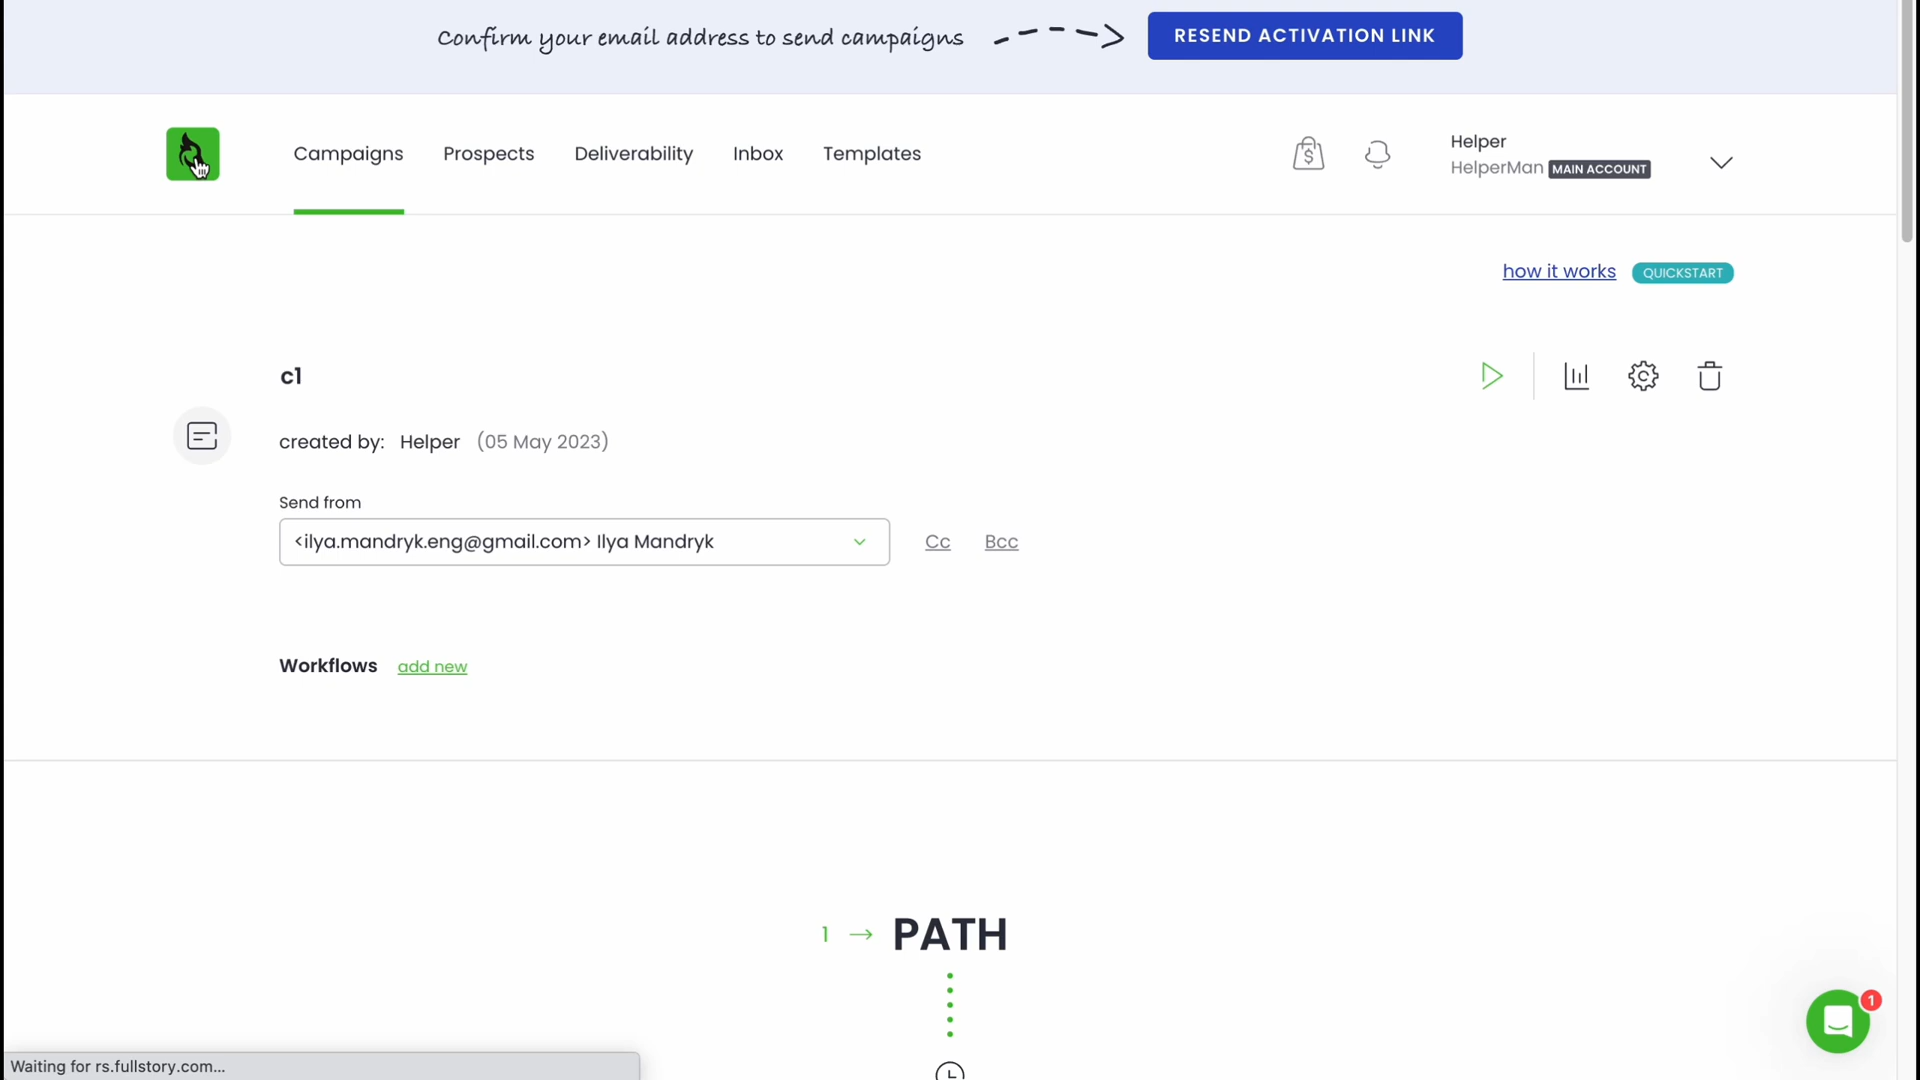 Confirm your email address to send campaigns
RESEND ACTIVATION LINK
Campaigns
Prospects
Deliverability
Inbox
Templates
Helper
HelperMan MAIN ACCOUNT
how it works QUICKSTART
c1
created by: Helper (05 May 2023)
Send from
<ilya.mandryk.eng@gmail.com> Ilya Mandryk
Cc
Bcc
Workflows add new
1 → PATH
1
Waiting for rs.fullstory.com...